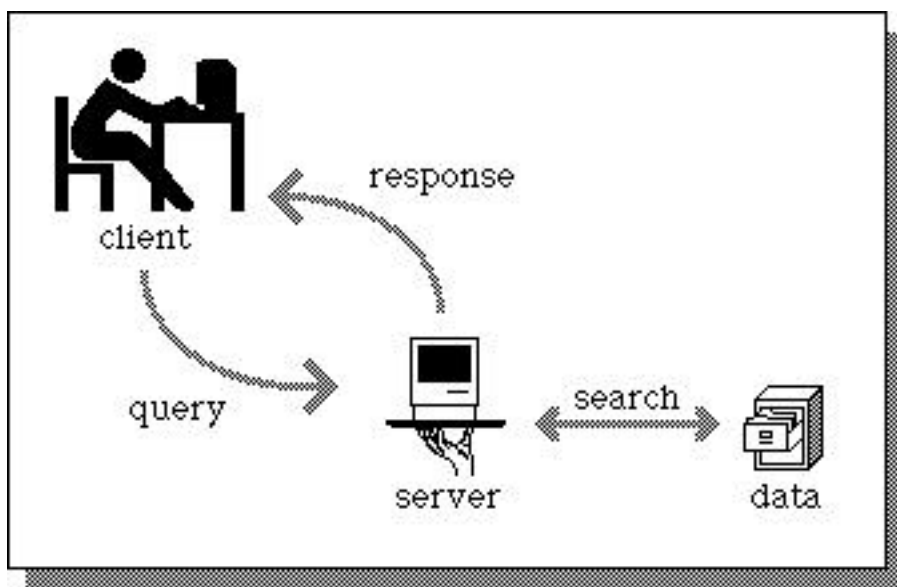 response
client
query
search
server
data